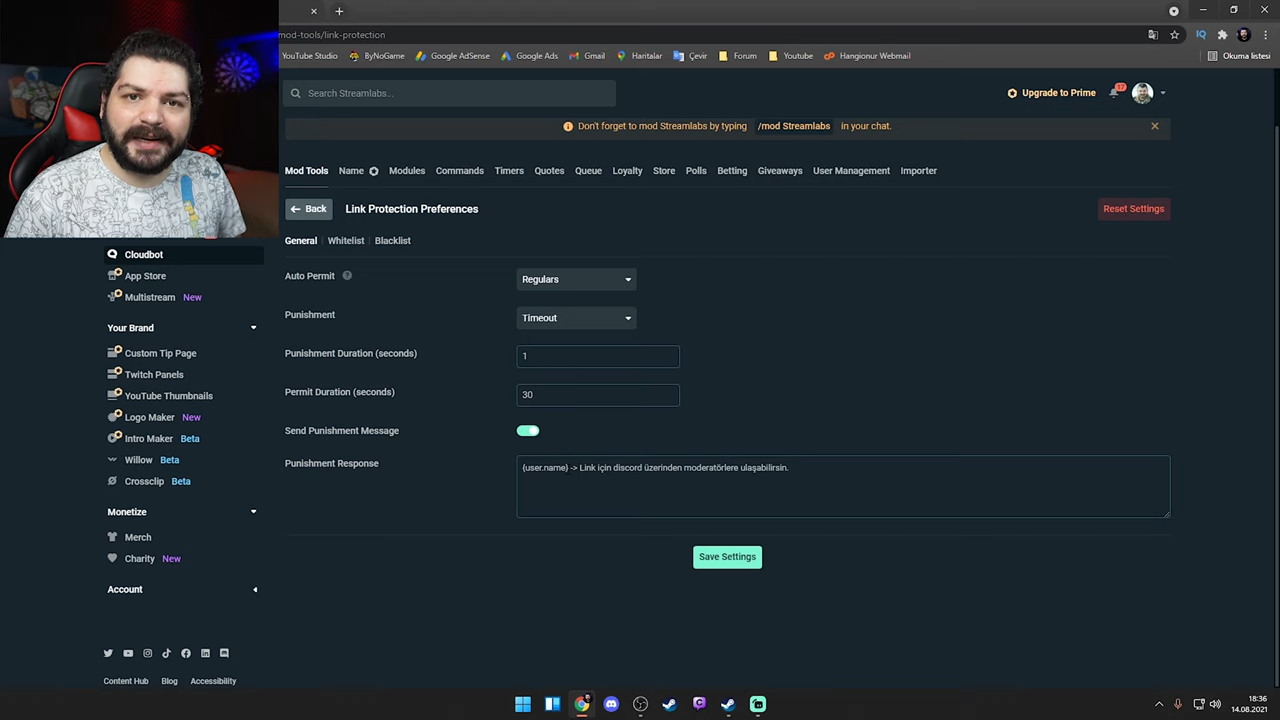 mod-tools/link-protection
YouTube Studio
ByNoGame
Google AdSense
Google Ads
Gmail
Haritalar
Çevir
Forum
Youtube
Hangionur Webmail
Okuma listesi
Search Streamlabs...
Upgrade to Prime
17
Don't forget to mod Streamlabs by typing /mod Streamlabs in your chat.
Mod Tools
Name
Modules
Commands
Timers
Quotes
Queue
Loyalty
Store
Polls
Betting
Giveaways
User Management
Importer
Back
Link Protection Preferences
Reset Settings
General
Whitelist
Blacklist
Auto Permit
Regulars
Punishment
Timeout
Punishment Duration (seconds)
1
Permit Duration (seconds)
30
Send Punishment Message
Punishment Response
{user.name} -> Link için discord üzerinden moderatörlere ulaşabilirsin.
Save Settings
Cloudbot
App Store
Multistream New
Your Brand
Custom Tip Page
Twitch Panels
YouTube Thumbnails
Logo Maker New
Intro Maker Beta
Willow Beta
Crossclip Beta
Monetize
Merch
Charity New
Account
Content Hub
Blog
Accessibility
18:36
14.08.2021